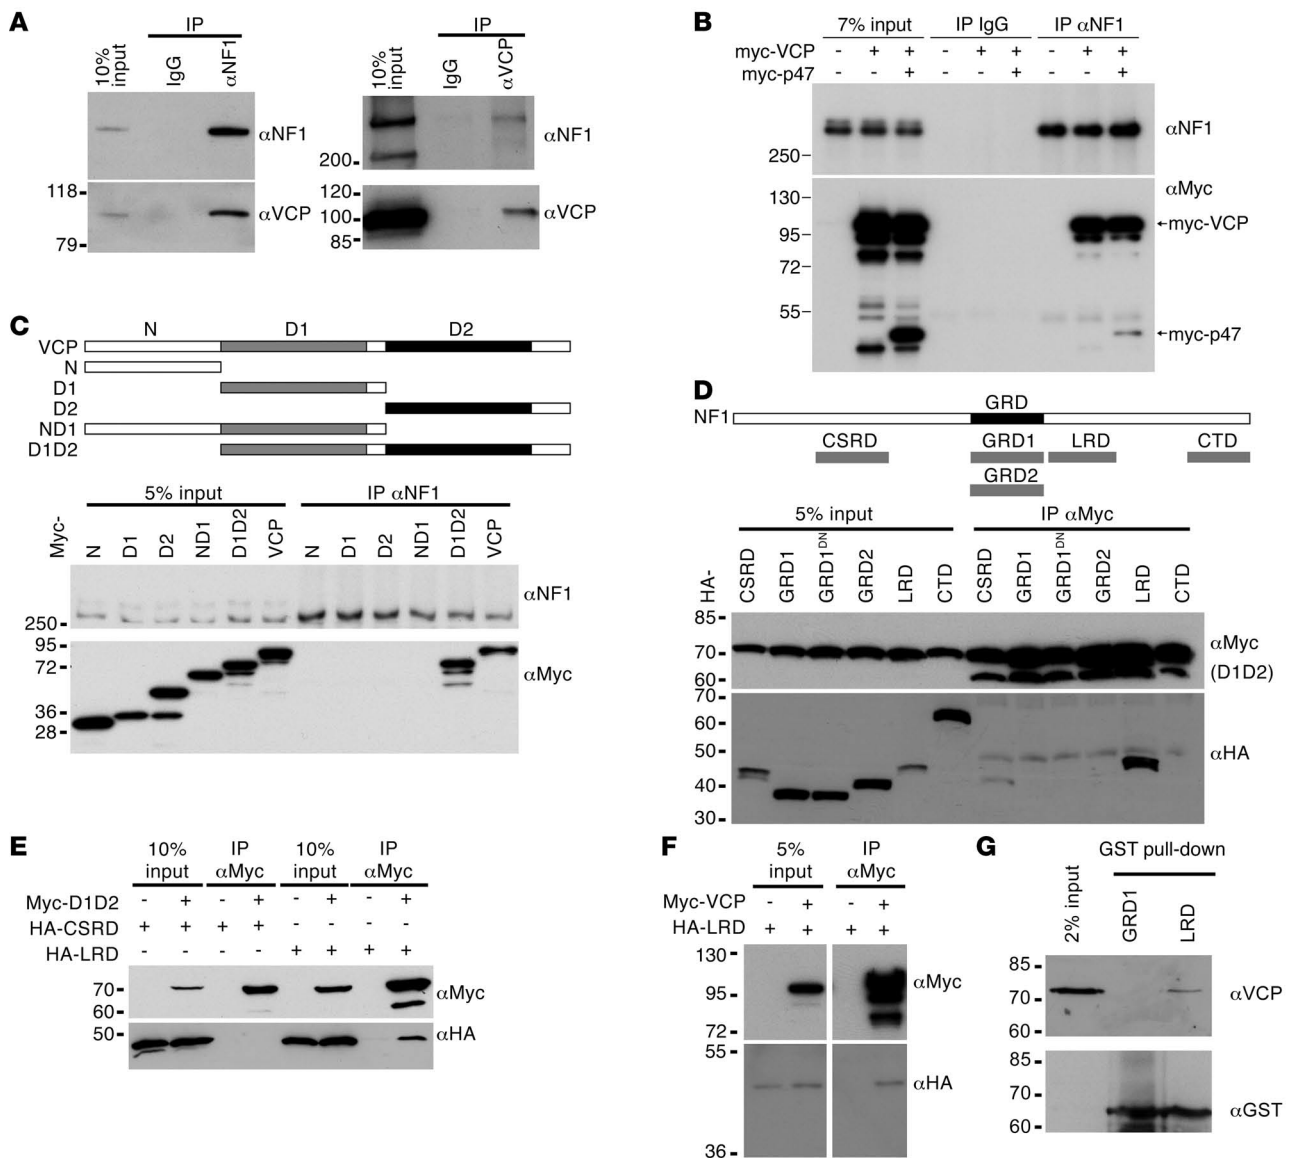 A
IP
10% input
IgG
αNF1
αNF1
118
αVCP
79
IP
10% input
IgG
αVCP
αNF1
200
120
100
αVCP
85
B
7% input IP IgG IP αNF1
myc-VCP - + + - + + - + +
myc-p47 - - + - - + - - +
αNF1
250
αMyc
130
myc-VCP
95
72
55
myc-p47
C
N D1 D2
VCP
N
D1
D2
ND1
D1D2
5% input IP αNF1
Myc- N D1 D2 ND1 D1D2 VCP N D1 D2 ND1 D1D2 VCP
αNF1
250
95
72
αMyc
36
28
D
GRD
NF1
CSRD GRD1 LRD CTD
GRD2
5% input IP αMyc
HA- CSRD GRD1 GRD1DN GRD2 LRD CTD CSRD GRD1 GRD1DN GRD2 LRD CTD
85
αMyc
70
(D1D2)
60
70
60
50
αHA
40
30
E
10% input IP αMyc 10% input IP αMyc
Myc-D1D2 - + - + - + - +
HA-CSRD + + + + - - - -
HA-LRD - - - - + + + +
70
αMyc
60
50
αHA
F
5% input IP αMyc
Myc-VCP - + - +
HA-LRD + + + +
130
αMyc
95
72
55
αHA
36
G
GST pull-down
2% input GRD1 LRD
85
αVCP
70
60
85
70
αGST
60